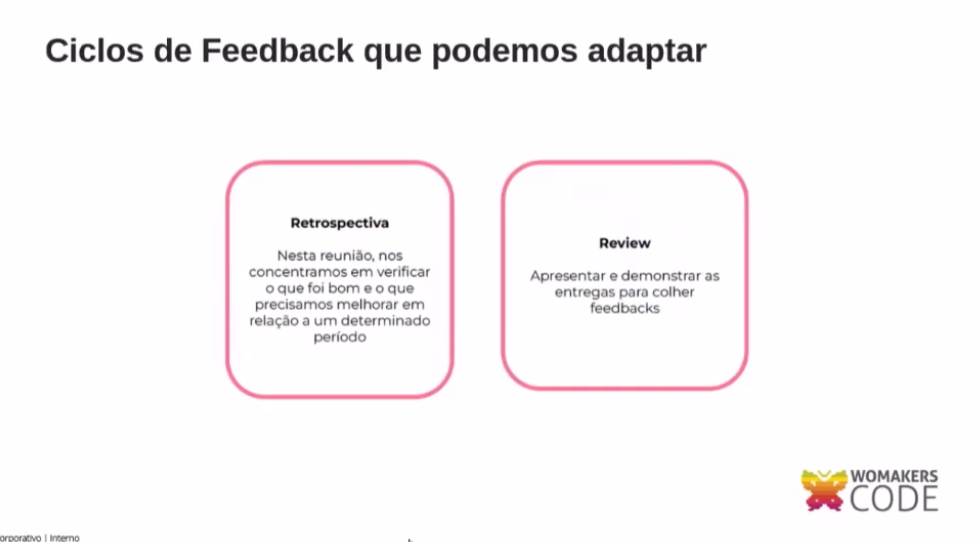 Ciclos de Feedback que podemos adaptar
Retrospectiva
Nesta reunião, nos
concentramos em verificar
o que foi bom e o que
precisamos melhorar em
relação a um determinado
período
Review
Apresentar e demonstrar as
entregas para colher
feedbacks
WOMAKERS
CODE
orporativo | Interno